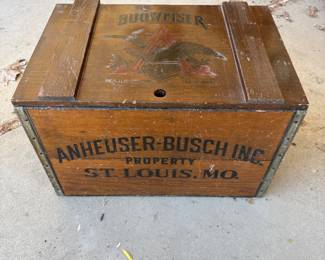 BUDWEISER
ANHEUSER-BUSCH INC.
PROPERTY
ST. LOUIS, MO.